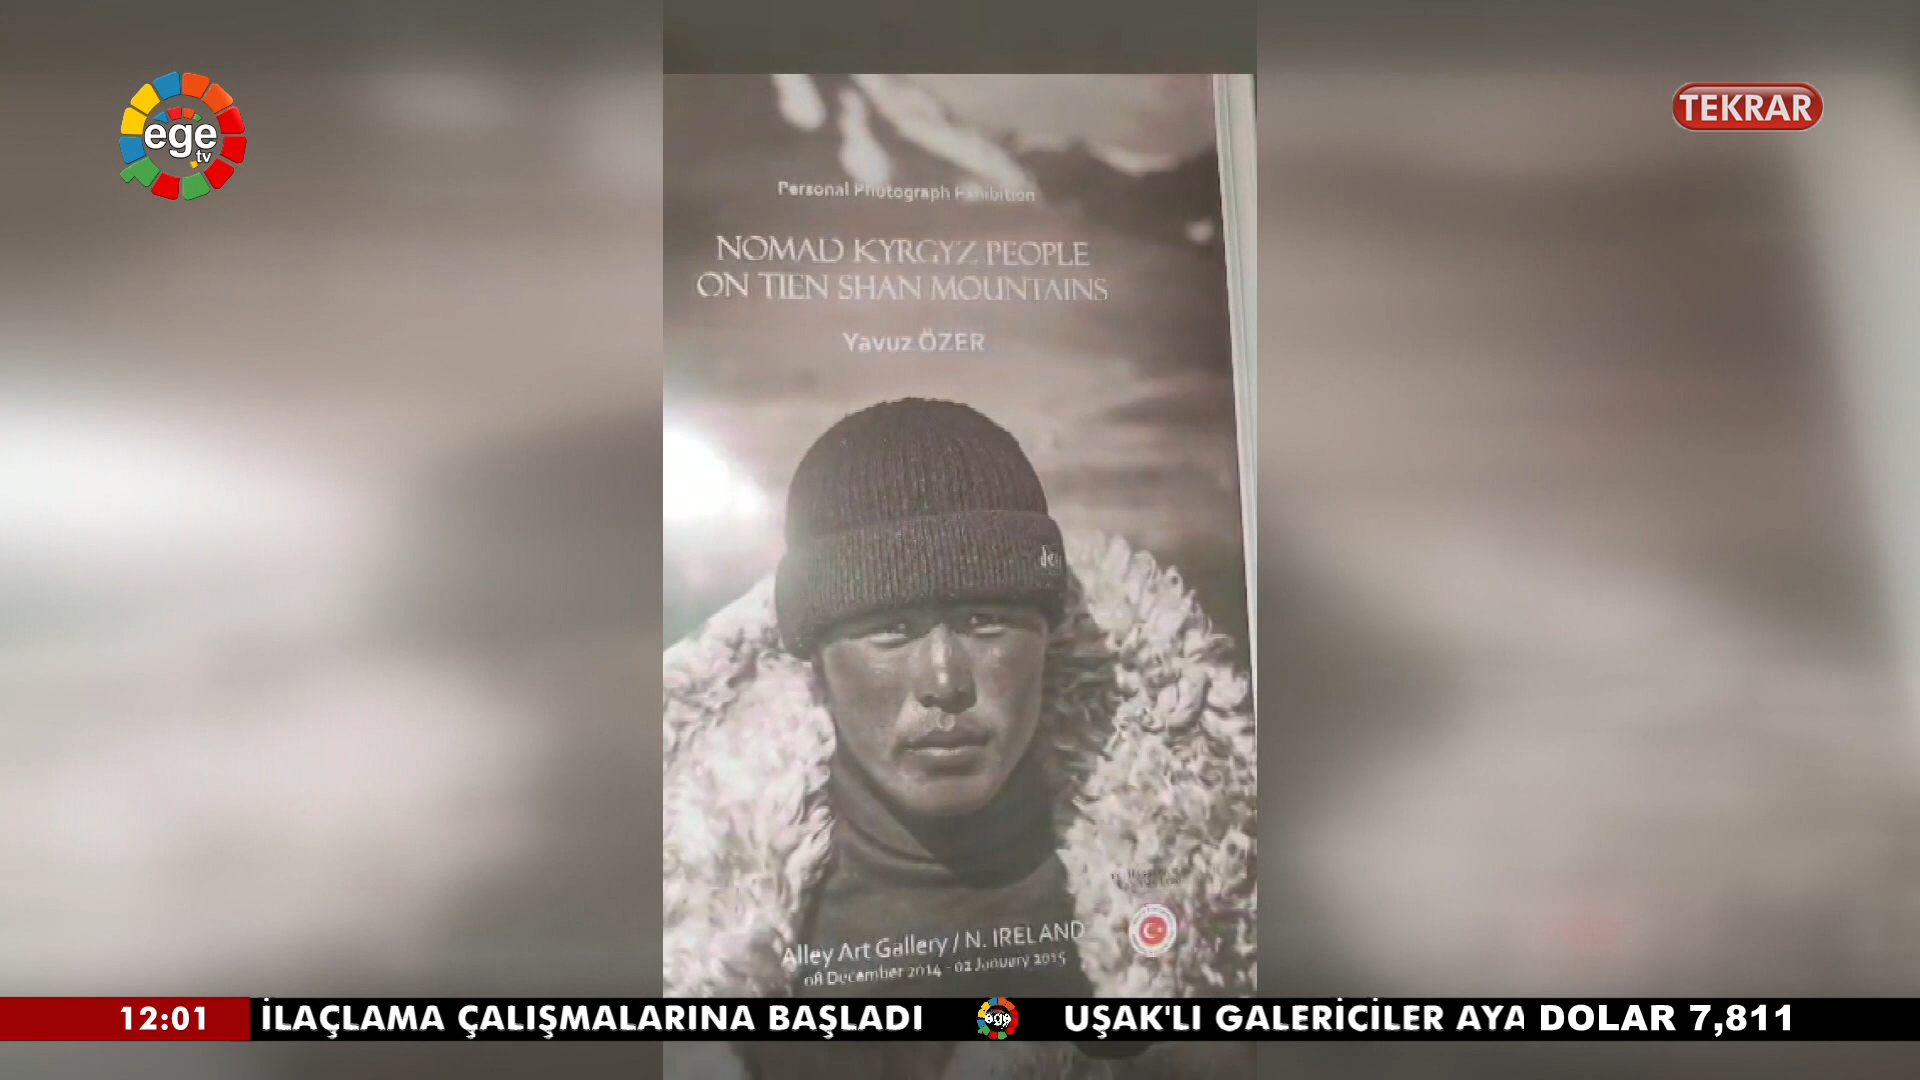 ege
tv
TEKRAR
Personal Photograph Exhibition
NOMAD KYRGYZ PEOPLE
ON TIEN SHAN MOUNTAINS
Yavuz ÖZER
Alley Art Gallery / N. IRELAND
08 December 2014 - 02 January 2015
12:01 İLAÇLAMA ÇALIŞMALARINA BAŞLADI ege UŞAK'LI GALERİCİLER AYA DOLAR 7,811